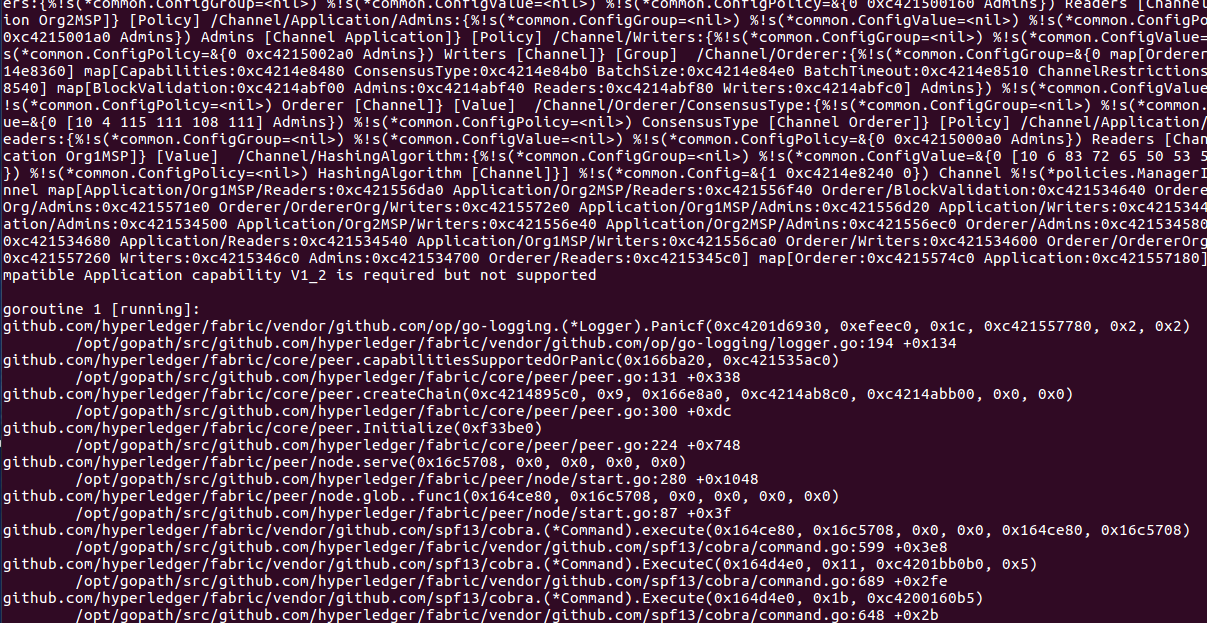 ers:{%!s(*common.ConfigGroup=<nil>) %!s(*common.ConfigValue=<nil>) %!s(*common.ConfigPolicy=&{0 0xc421500160 Admins}) Readers [Channel
ion Org2MSP]} [Policy] /Channel/Application/Admins:{%!s(*common.ConfigGroup=<nil>) %!s(*common.ConfigValue=<nil>) %!s(*common.ConfigPo
0xc4215001a0 Admins}) Admins [Channel Application]} [Policy] /Channel/Writers:{%!s(*common.ConfigGroup=<nil>) %!s(*common.ConfigValue=
s(*common.ConfigPolicy=&{0 0xc4215002a0 Admins}) Writers [Channel]} [Group]  /Channel/Orderer:{%!s(*common.ConfigGroup=&{0 map[Orderer
14e8360] map[Capabilities:0xc4214e8480 ConsensusType:0xc4214e84b0 BatchSize:0xc4214e84e0 BatchTimeout:0xc4214e8510 ChannelRestrictions
8540] map[BlockValidation:0xc4214abf00 Admins:0xc4214abf40 Readers:0xc4214abf80 Writers:0xc4214abfc0] Admins}) %!s(*common.ConfigValue
!s(*common.ConfigPolicy=<nil>) Orderer [Channel]} [Value]  /Channel/Orderer/ConsensusType:{%!s(*common.ConfigGroup=<nil>) %!s(*common.
ue=&{0 [10 4 115 111 108 111] Admins}) %!s(*common.ConfigPolicy=<nil>) ConsensusType [Channel Orderer]} [Policy] /Channel/Application/
eaders:{%!s(*common.ConfigGroup=<nil>) %!s(*common.ConfigValue=<nil>) %!s(*common.ConfigPolicy=&{0 0xc4215000a0 Admins}) Readers [Chan
cation Org1MSP]} [Value]  /Channel/HashingAlgorithm:{%!s(*common.ConfigGroup=<nil>) %!s(*common.ConfigValue=&{0 [10 6 83 72 65 50 53 5
}) %!s(*common.ConfigPolicy=<nil>) HashingAlgorithm [Channel]}] %!s(*common.Config=&{1 0xc4214e8240 0}) Channel %!s(*policies.ManagerI
nnel map[Application/Org1MSP/Readers:0xc421556da0 Application/Org2MSP/Readers:0xc421556f40 Orderer/BlockValidation:0xc421534640 Ordere
Org/Admins:0xc4215571e0 Orderer/OrdererOrg/Writers:0xc4215572e0 Application/Org1MSP/Admins:0xc421556d20 Application/Writers:0xc4215344
ation/Admins:0xc421534500 Application/Org2MSP/Writers:0xc421556e40 Application/Org2MSP/Admins:0xc421556ec0 Orderer/Admins:0xc421534580
0xc421534680 Application/Readers:0xc421534540 Application/Org1MSP/Writers:0xc421556ca0 Orderer/Writers:0xc421534600 Orderer/OrdererOrg
0xc421557260 Writers:0xc4215346c0 Admins:0xc421534700 Orderer/Readers:0xc4215345c0] map[Orderer:0xc4215574c0 Application:0xc421557180]
mpatible Application capability V1_2 is required but not supported
goroutine 1 [running]:
github.com/hyperledger/fabric/vendor/github.com/op/go-logging.(*Logger).Panicf(0xc4201d6930, 0xefeec0, 0x1c, 0xc421557780, 0x2, 0x2)
/opt/gopath/src/github.com/hyperledger/fabric/vendor/github.com/op/go-logging/logger.go:194 +0x134
github.com/hyperledger/fabric/core/peer.capabilitiesSupportedOrPanic(0x166ba20, 0xc421535ac0)
/opt/gopath/src/github.com/hyperledger/fabric/core/peer/peer.go:131 +0x338
github.com/hyperledger/fabric/core/peer.createChain(0xc4214895c0, 0x9, 0x166e8a0, 0xc4214ab8c0, 0xc4214abb00, 0x0, 0x0)
/opt/gopath/src/github.com/hyperledger/fabric/core/peer/peer.go:300 +0xdc
github.com/hyperledger/fabric/core/peer.Initialize(0xf33be0)
/opt/gopath/src/github.com/hyperledger/fabric/core/peer/peer.go:224 +0x748
github.com/hyperledger/fabric/peer/node.serve(0x16c5708, 0x0, 0x0, 0x0, 0x0)
/opt/gopath/src/github.com/hyperledger/fabric/peer/node/start.go:280 +0x1048
github.com/hyperledger/fabric/peer/node.glob..func1(0x164ce80, 0x16c5708, 0x0, 0x0, 0x0, 0x0)
/opt/gopath/src/github.com/hyperledger/fabric/peer/node/start.go:87 +0x3f
github.com/hyperledger/fabric/vendor/github.com/spf13/cobra.(*Command).execute(0x164ce80, 0x16c5708, 0x0, 0x0, 0x164ce80, 0x16c5708)
/opt/gopath/src/github.com/hyperledger/fabric/vendor/github.com/spf13/cobra/command.go:599 +0x3e8
github.com/hyperledger/fabric/vendor/github.com/spf13/cobra.(*Command).ExecuteC(0x164d4e0, 0x11, 0xc4201bb0b0, 0x5)
/opt/gopath/src/github.com/hyperledger/fabric/vendor/github.com/spf13/cobra/command.go:689 +0x2fe
github.com/hyperledger/fabric/vendor/github.com/spf13/cobra.(*Command).Execute(0x164d4e0, 0x1b, 0xc4200160b5)
/opt/gopath/src/github.com/hyperledger/fabric/vendor/github.com/spf13/cobra/command.go:648 +0x2b